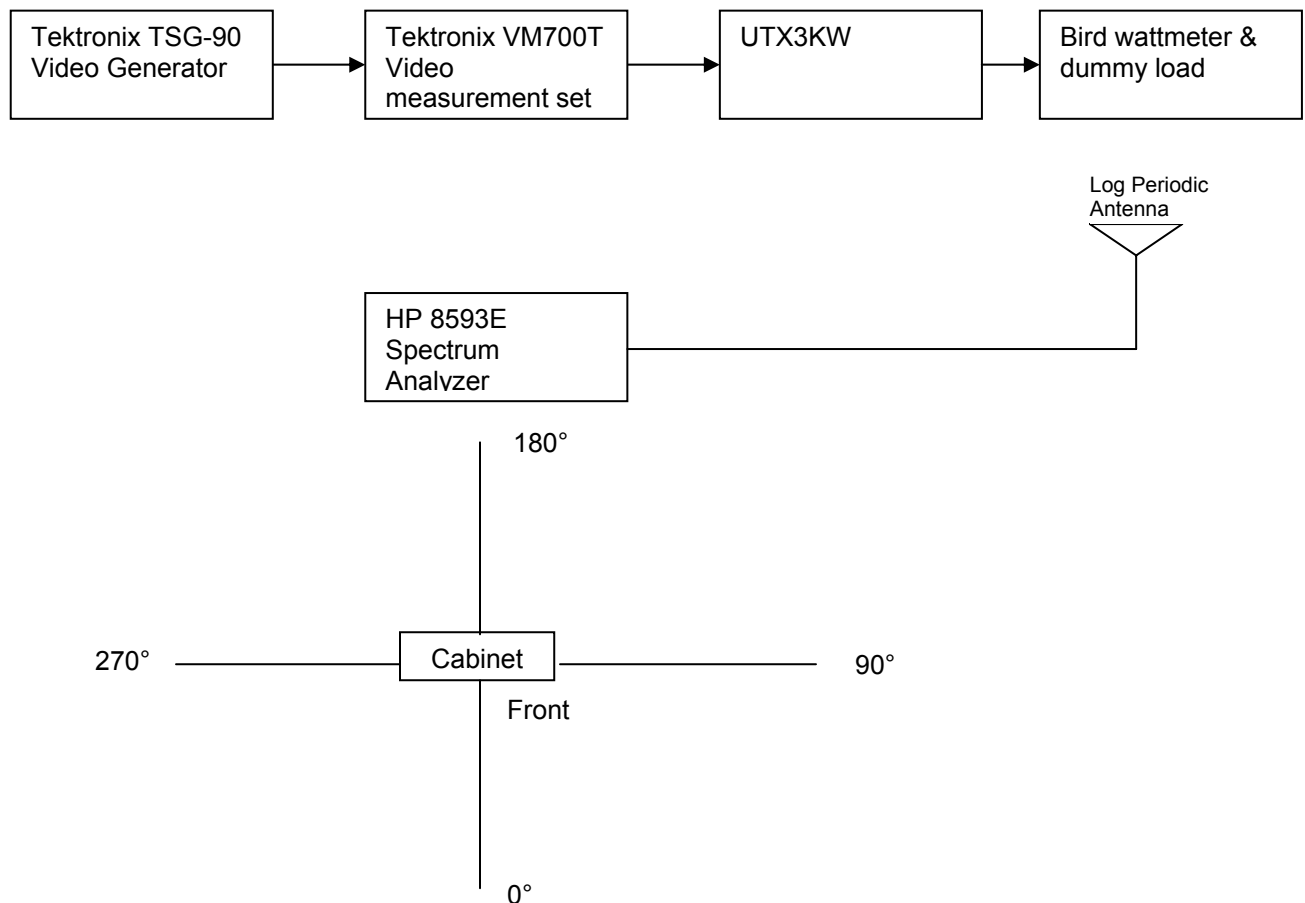 Tektronix TSG-90
Video Generator
Tektronix VM700T
Video
measurement set
UTX3KW
Bird wattmeter &
dummy load
Log Periodic
Antenna
HP 8593E
Spectrum
Analyzer
180°
270°
Cabinet
90°
Front
0°